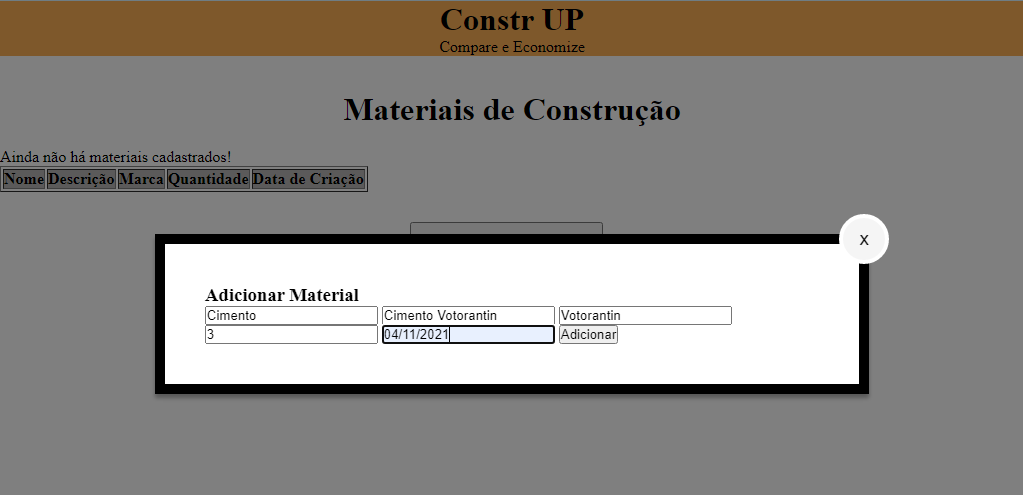 Constr UP
Compare e Economize
Materiais de Construção
Ainda não há materiais cadastrados!
Nome Descrição Marca Quantidade Data de Criação
x
Adicionar Material
Cimento Cimento Votorantin Votorantin
3 04/11/2021 Adicionar